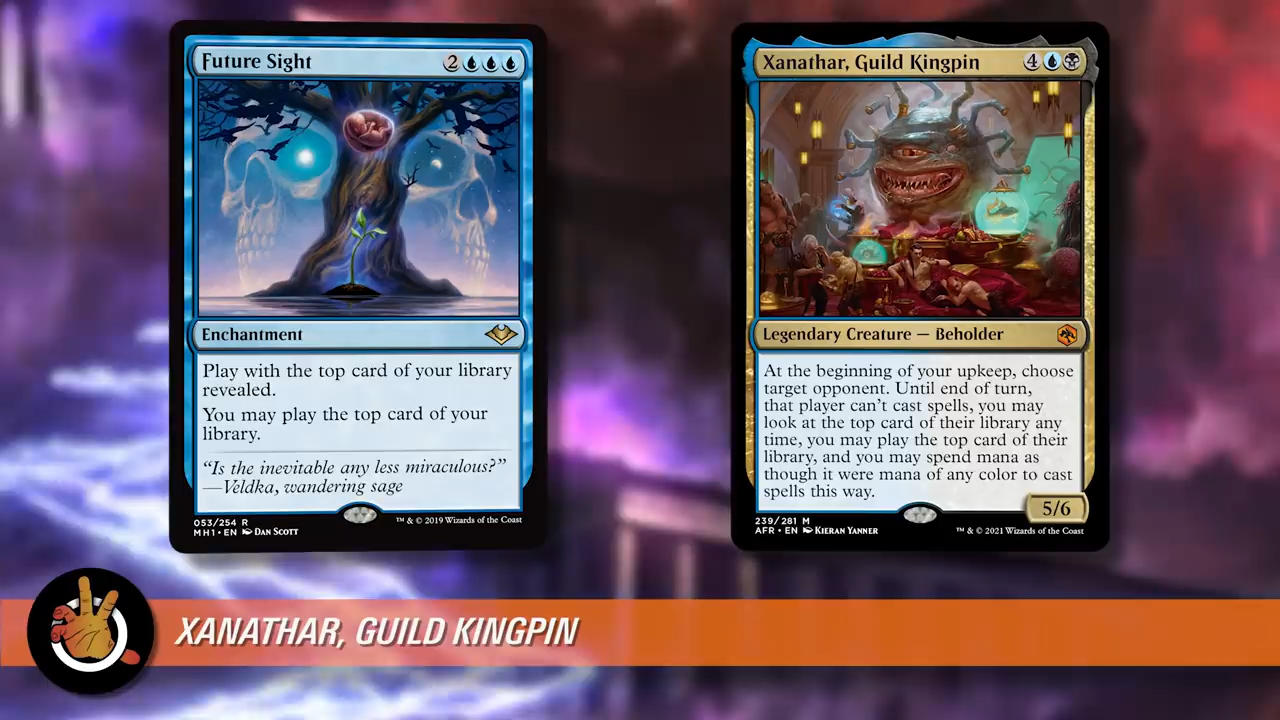 Future Sight 2
Enchantment
Play with the top card of your library
revealed.
You may play the top card of your
library.
“Is the inevitable any less miraculous?”
—Veldka, wandering sage
053/254 R
MH1 • EN DAN SCOTT
™ & © 2019 Wizards of the Coast
Xanathar, Guild Kingpin 4
Legendary Creature — Beholder
At the beginning of your upkeep, choose
target opponent. Until end of turn,
that player can’t cast spells, you may
look at the top card of their library any
time, you may play the top card of their
library, and you may spend mana as
though it were mana of any color to cast
spells this way.
5/6
239/281 M
AFR • EN KIERAN YANNER
™ & © 2021 Wizards of the Coast
XANATHAR, GUILD KINGPIN